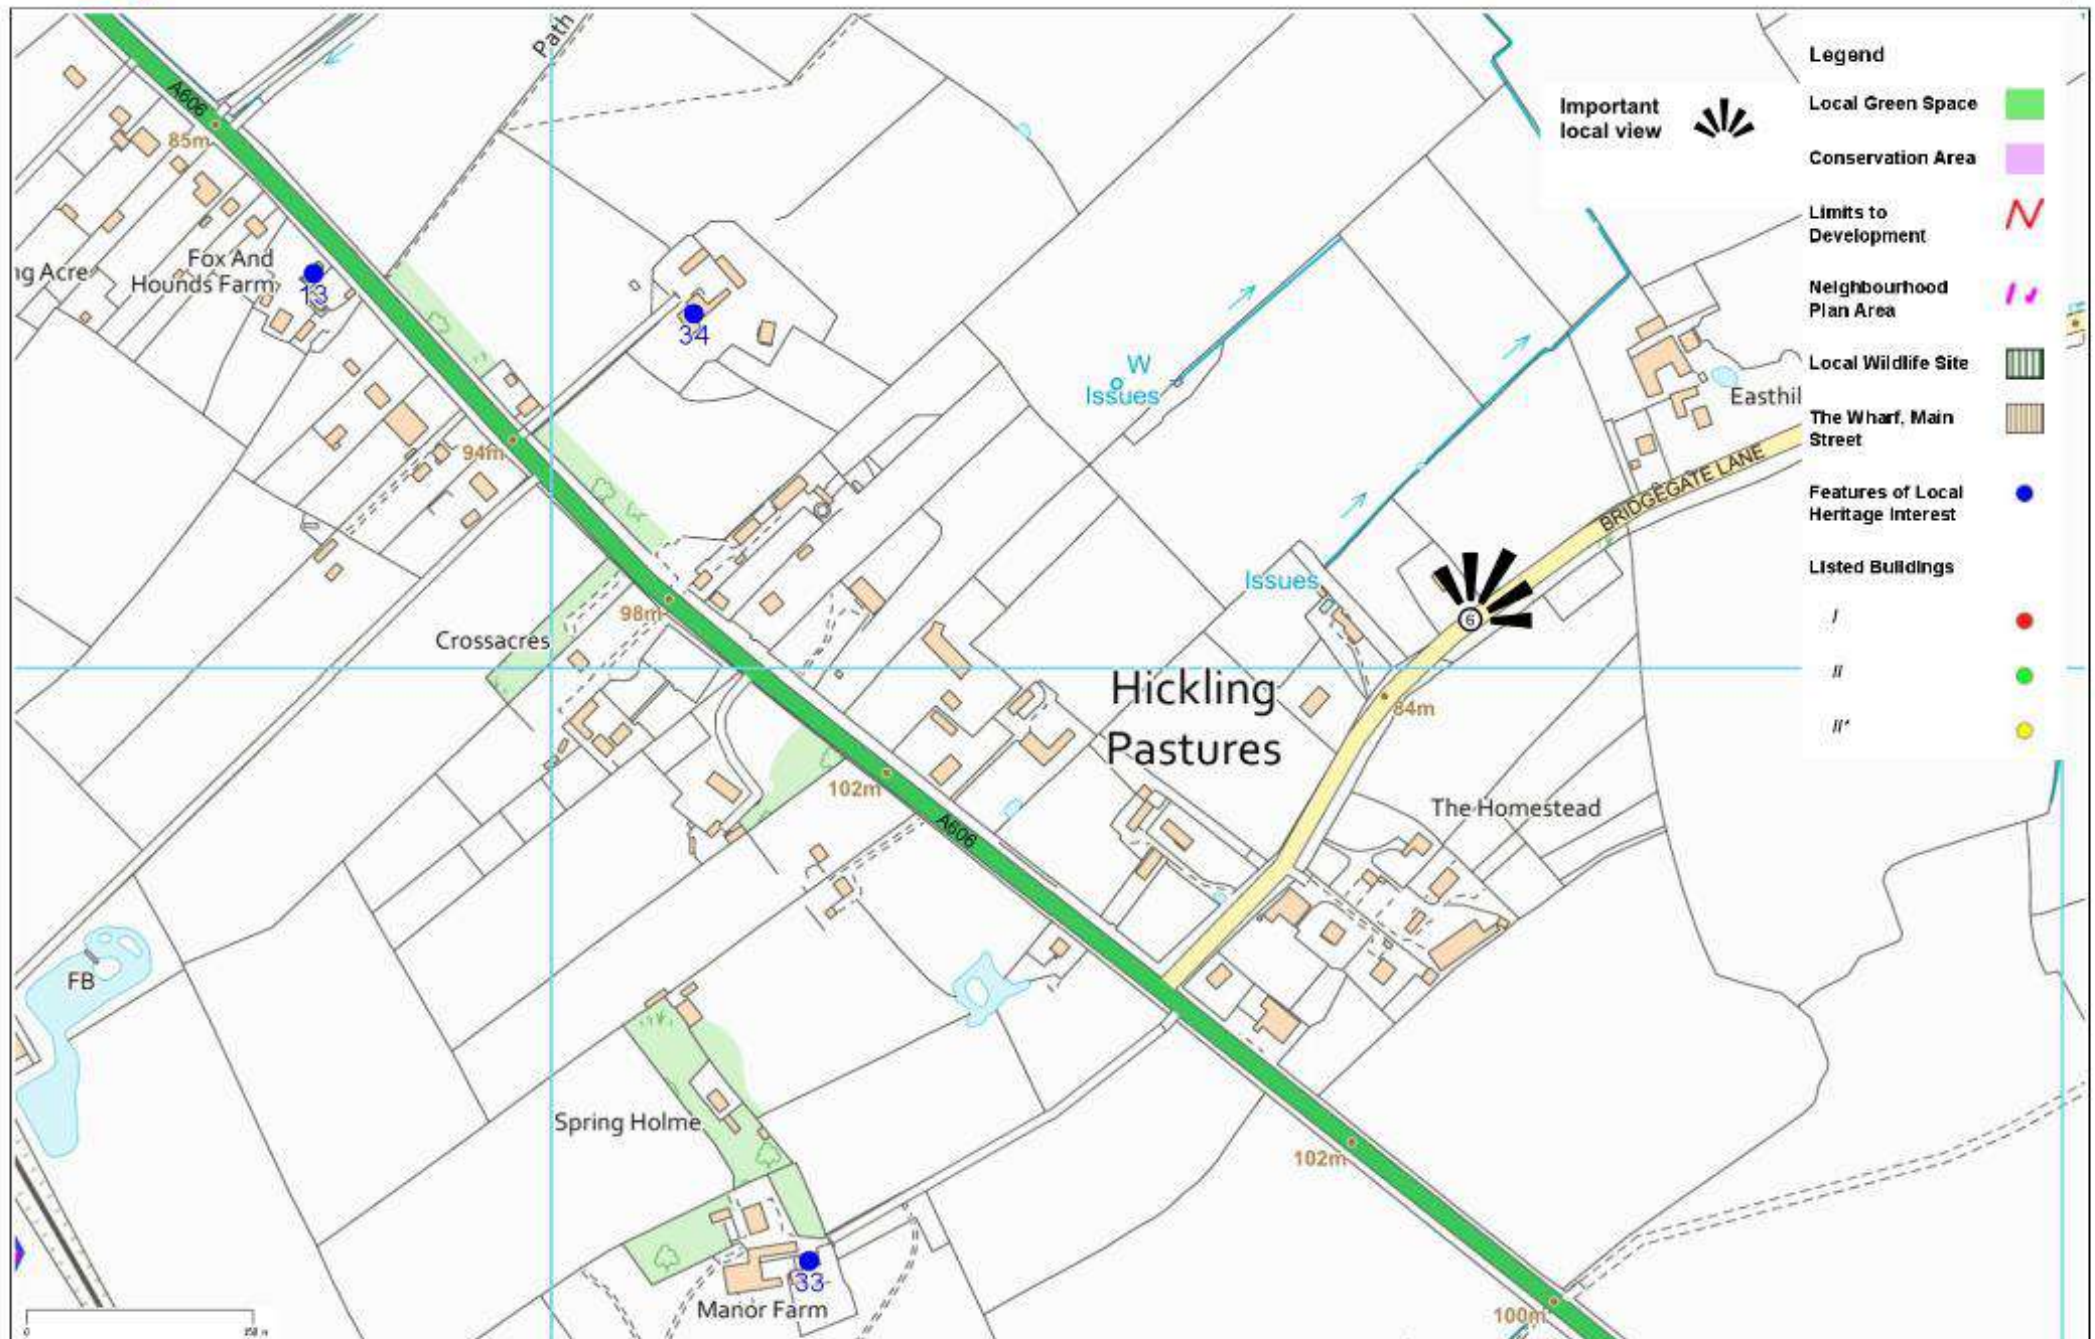 Path
A606
85m
Fox And
Hounds Farm
13
ng Acre
34
94m
W
Issues
Easthil
BRIDGEGATE LANE
Issues
6
98m
Crossacres
Hickling
Pastures
84m
102m
A606
The Homestead
FB
Spring Holme
102m
33
Manor Farm
100m
0
Important
local view
Legend
Local Green Space
Conservation Area
Limits to
Development
Neighbourhood
Plan Area
Local Wildlife Site
The Wharf, Main
Street
Features of Local
Heritage Interest
Listed Buildings
I
II
II*